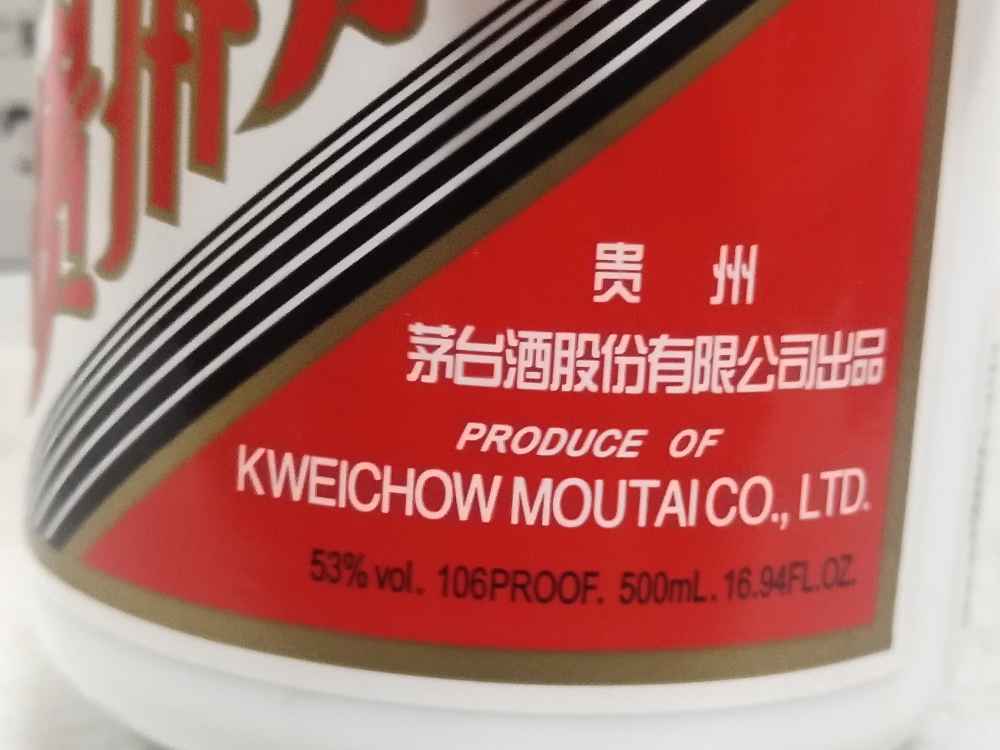 贵州
茅台酒股份有限公司出品
PRODUCE OF
KWEICHOW MOUTAI CO., LTD.
53% vol. 106PROOF. 500mL. 16.94FL.OZ.